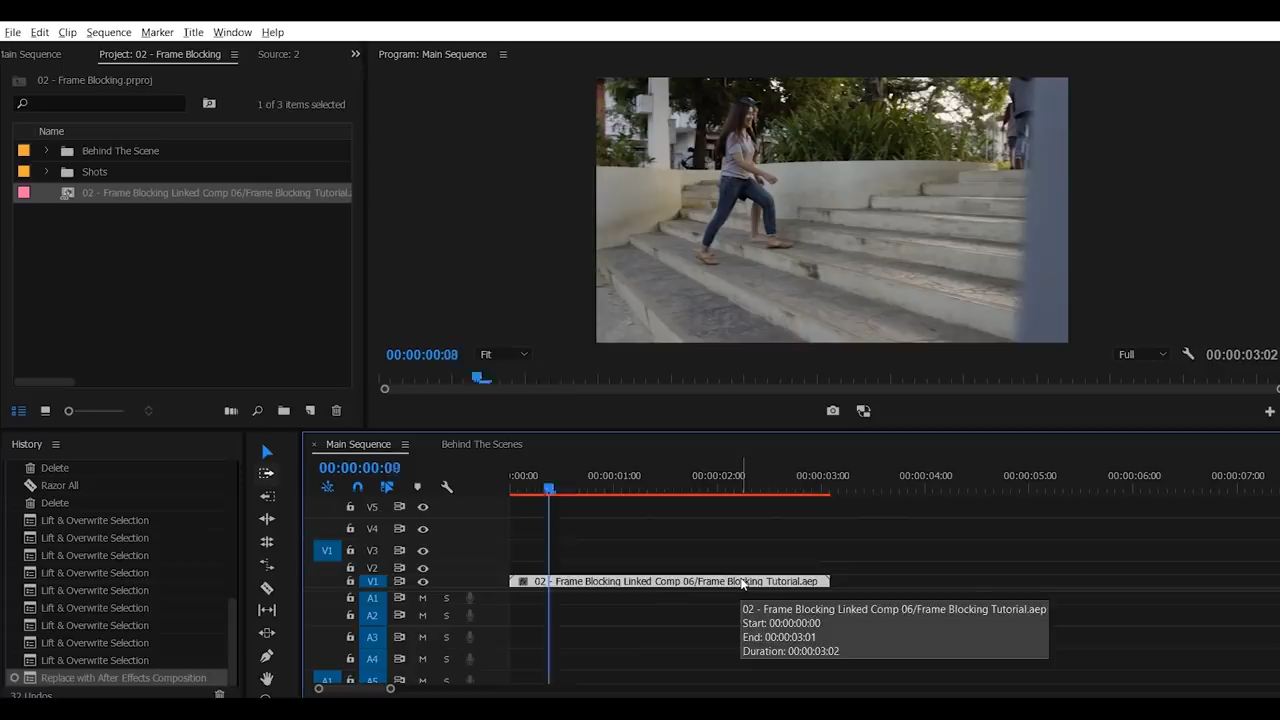 File Edit Clip Sequence Marker Title Window Help
ain Sequence Project: 02 - Frame Blocking Source: 2 Program: Main Sequence
02 - Frame Blocking.prproj
1 of 3 items selected
Name
Behind The Scene
Shots
02 - Frame Blocking Linked Comp 06/Frame Blocking Tutorial.
00:00:00:08 Fit Full 00:00:03:02
History
Delete
Razor All
Delete
Lift & Overwrite Selection
Lift & Overwrite Selection
Lift & Overwrite Selection
Lift & Overwrite Selection
Lift & Overwrite Selection
Lift & Overwrite Selection
Lift & Overwrite Selection
Lift & Overwrite Selection
Lift & Overwrite Selection
Replace with After Effects Composition
32 Undos
Main Sequence Behind The Scenes
00:00:00:09
:00:00 00:00:01:00 00:00:02:00 00:00:03:00 00:00:04:00 00:00:05:00 00:00:06:00 00:00:07:00
V5
V4
V1 V3
V2
V1 02 - Frame Blocking Linked Comp 06/Frame Blocking Tutorial.aep
A1 M S
A2 M S
A3 M S
A4 M S
A1 A5 M S
02 - Frame Blocking Linked Comp 06/Frame Blocking Tutorial.aep
Start: 00:00:00:00
End: 00:00:03:01
Duration: 00:00:03:02